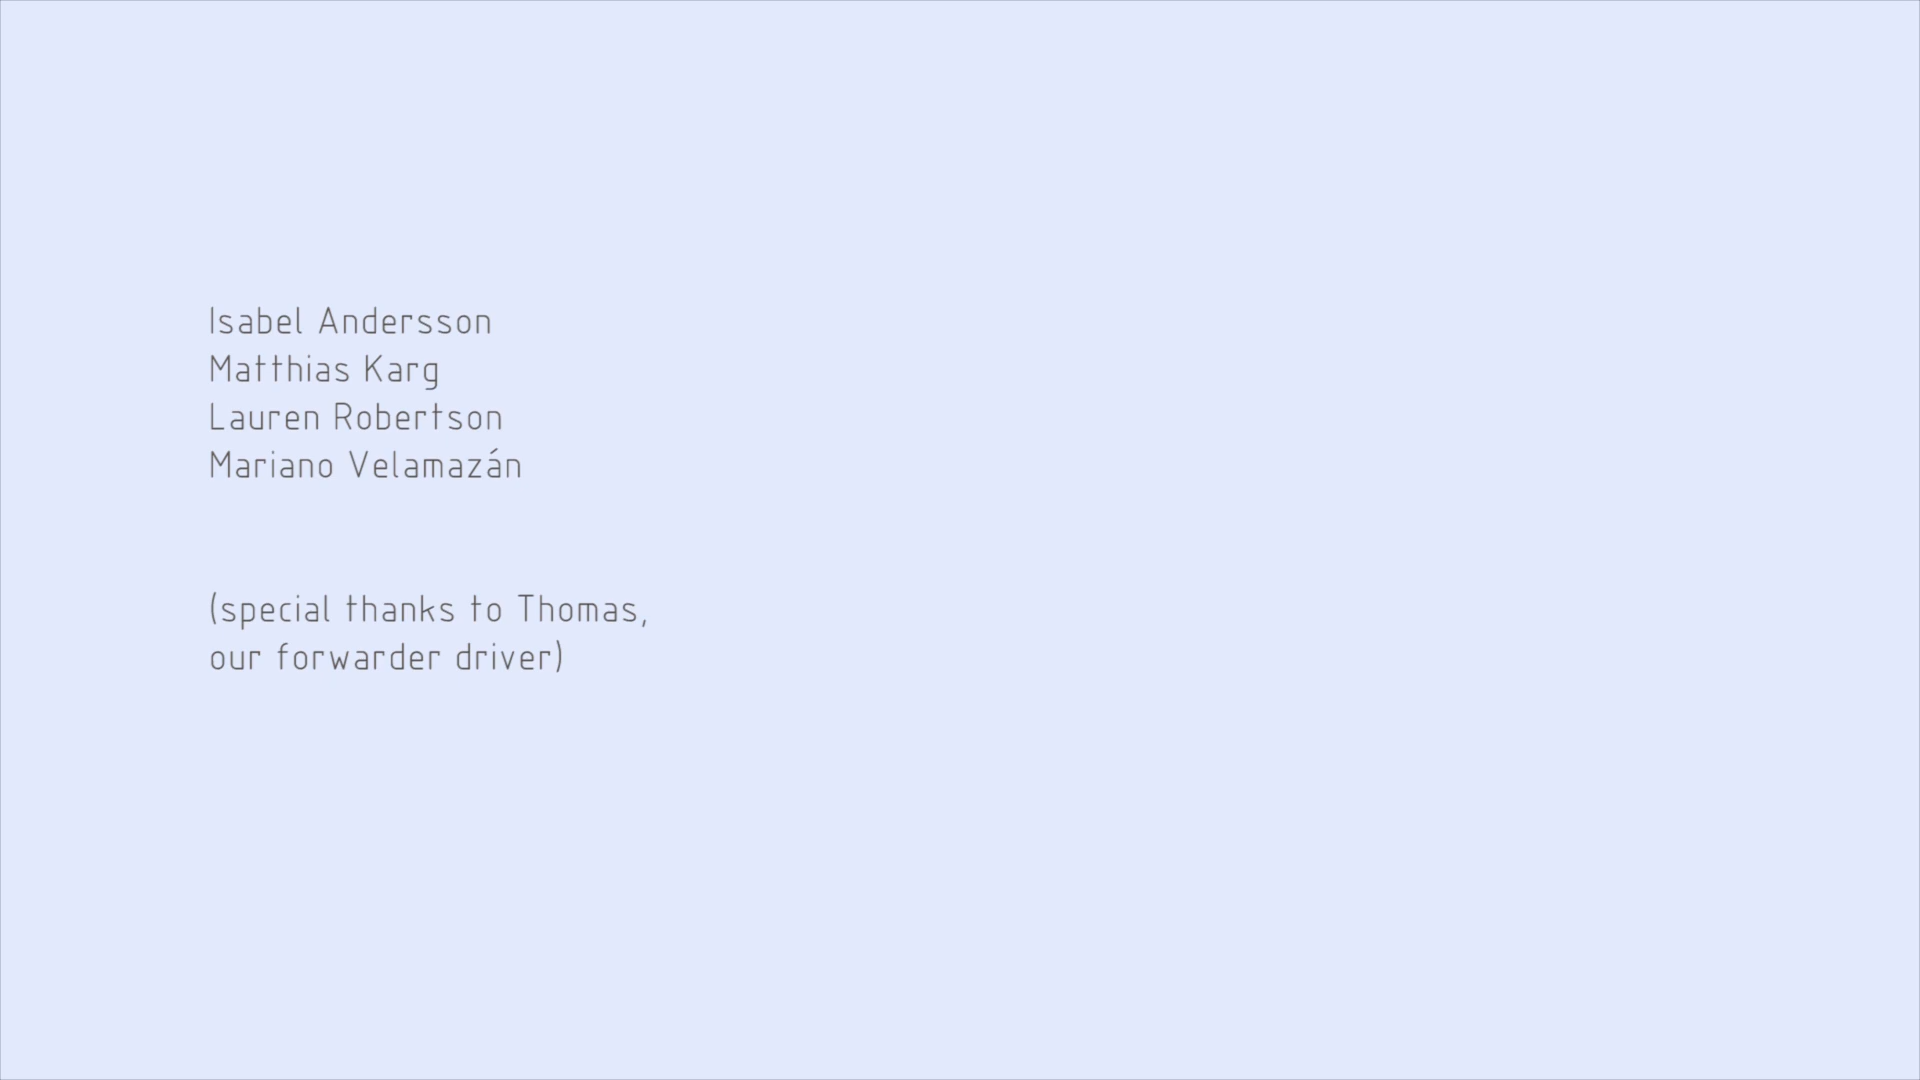 Isabel Andersson
Matthias Karg
Lauren Robertson
Mariano Velamazán
(special thanks to Thomas,
our forwarder driver)